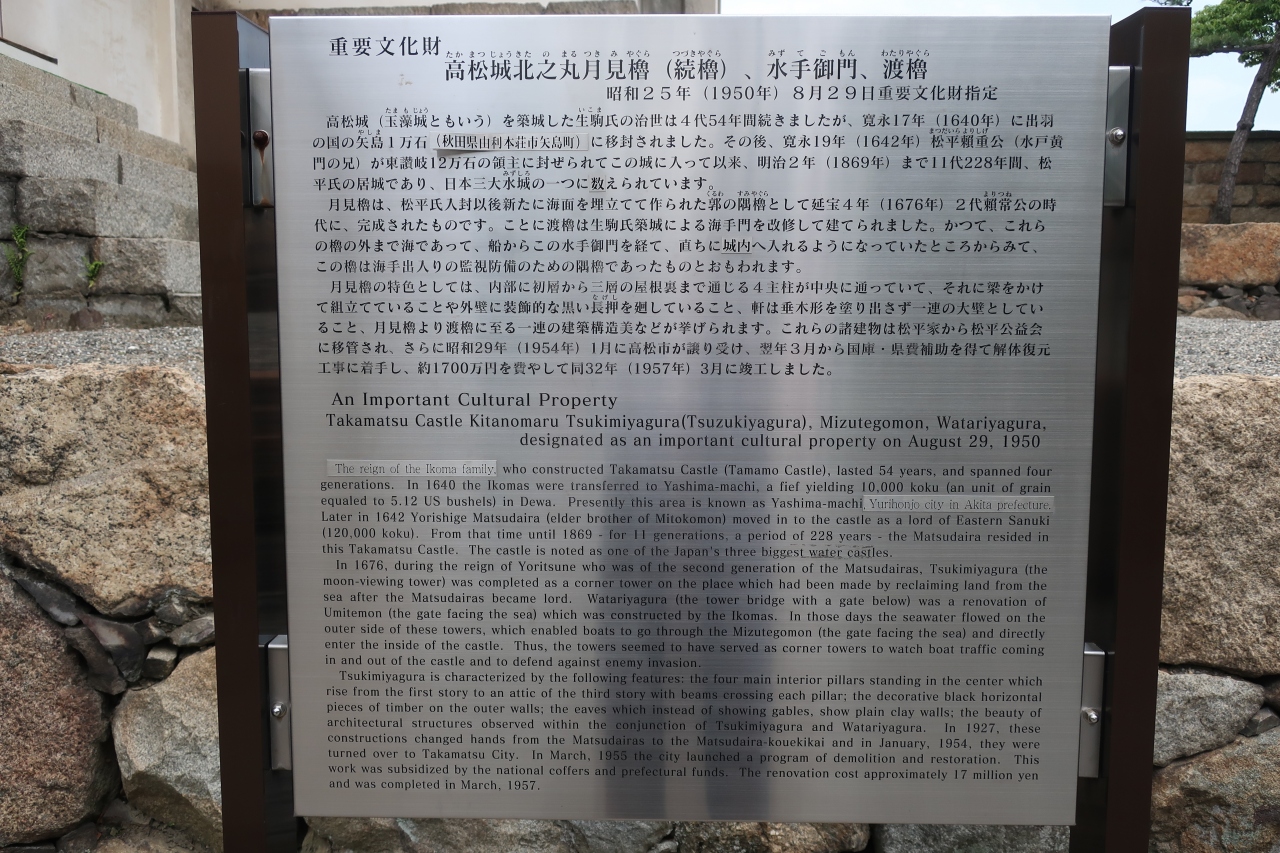 重要文化財
高松城北之丸月見櫓（続櫓）、水手御門、渡櫓
昭和２５年（1950年）８月２９日重要文化財指定
高松城（玉藻城ともいう）を築城した生駒氏の治世は４代54年間続きましたが、寛永17年（1640年）に出羽
の国矢島１万石（秋田県由利本荘市矢島町）に移封されました。その後、寛永19年（1642年）松平頼重公（水戸黄
門の兄）が東讃岐12万石の領主に封ぜられてこの城に入って以来、明治２年（1869年）まで11代228年間、松
平氏の居城であり、日本三大水城の一つに数えられています。
月見櫓は、松平氏入封以後新たに海面を埋立てて作られた郭の隅櫓として延宝４年（1676年）２代頼常公の時
代に、完成されたものです。ことに渡櫓は生駒氏築城による海手門を改修して建てられました。かつて、これら
の櫓の外まで海であって、船からこの水手御門を経て、直ちに城内へ入れるようになっていたところからみて、
この櫓は海手出入りの監視防備のための隅櫓であったものとおもわれます。
月見櫓の特色としては、内部に初層から三層の屋根裏まで通じる４主柱が中央に通っていて、それに梁をかけ
て組立てていることや外壁に装飾的な黒い長押を廻していること、軒は垂木形を塗り出さず一連の大壁としてい
ること、月見櫓より渡櫓に至る一連の建築構造美などが挙げられます。これらの諸建物は松平家から松平公益会
に移管され、さらに昭和29年（1954年）1月に高松市が譲り受け、翌年３月から国庫・県費補助を得て解体復元
工事に着手し、約1700万円を費やして同32年（1957年）3月に竣工しました。
An Important Cultural Property
Takamatsu Castle Kitanomaru Tsukimiyagura(Tsuzukiyagura), Mizutegomon, Watariyagura,
designated as an important cultural property on August 29, 1950
The reign of the Ikoma family, who constructed Takamatsu Castle (Tamamo Castle), lasted 54 years, and spanned four
generations. In 1640 the Ikomas were transferred to Yashima-machi, a fief yielding 10,000 koku (an unit of grain
equaled to 5.12 US bushels) in Dewa. Presently this area is known as Yashima-machi, Yurihonjo city in Akita prefecture.
Later in 1642 Yorishige Matsudaira (elder brother of Mitokomon) moved in to the castle as a lord of Eastern Sanuki
(120,000 koku). From that time until 1869 - for 11 generations, a period of 228 years - the Matsudaira resided in
this Takamatsu Castle. The castle is noted as one of the Japan's three biggest water castles.
In 1676, during the reign of Yoritsune who was of the second generation of the Matsudairas, Tsukimiyagura (the
moon-viewing tower) was completed as a corner tower on the place which had been made by reclaiming land from the
sea after the Matsudairas became lord. Watariyagura (the tower bridge with a gate below) was a renovation of
Umitemon (the gate facing the sea) which was constructed by the Ikomas. In those days the seawater flowed on the
outer side of these towers, which enabled boats to go through the Mizutegomon (the gate facing the sea) and directly
enter the inside of the castle. Thus, the towers seemed to have served as corner towers to watch boat traffic coming
in and out of the castle and to defend against enemy invasion.
Tsukimiyagura is characterized by the following features: the four main interior pillars standing in the center which
rise from the first story to an attic of the third story with beams crossing each pillar; the decorative black horizontal
pieces of timber on the outer walls; the eaves which instead of showing gables, show plain clay walls; the beauty of
architectural structures observed within the conjunction of Tsukimiyagura and Watariyagura. In 1927, these
constructions changed hands from the Matsudairas to the Matsudaira-kouekikai and in January, 1954, they were
turned over to Takamatsu City. In March, 1955 the city launched a program of demolition and restoration. This
work was subsidized by the national coffers and prefectural funds. The renovation cost approximately 17 million yen
and was completed in March, 1957.